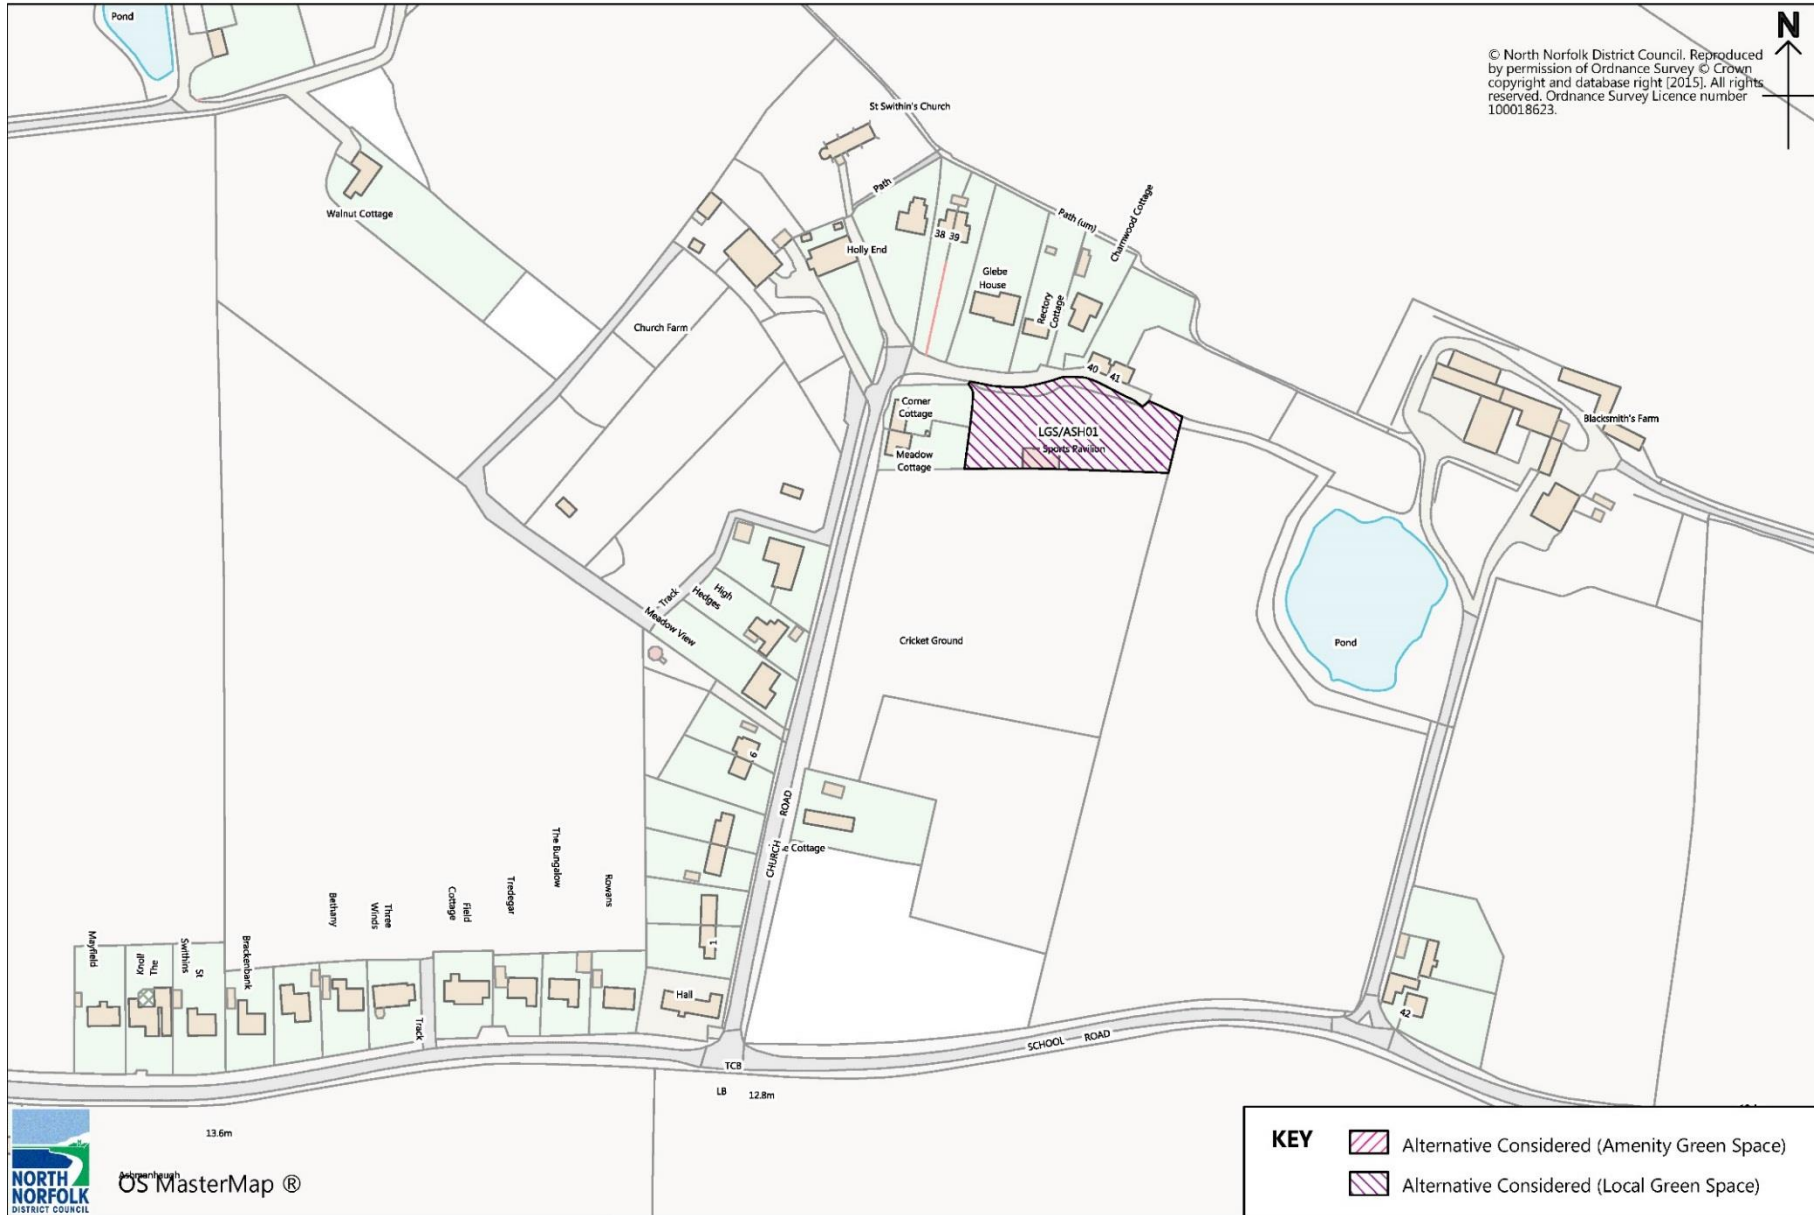 Pond
N
© North Norfolk District Council. Reproduced
by permission of Ordnance Survey © Crown
copyright and database right [2015]. All rights
reserved. Ordnance Survey Licence number
100018623.
St Swithin's Church
Path
Walnut Cottage
Holly End
38 39
Path (um)
Charnwood Cottage
Glebe
House
Rectory
Cottage
Church Farm
40 41
Corner
Cottage
LGS/ASH01
Sports Pavilion
Meadow
Cottage
Blacksmith's Farm
High
Hedges
Track
Meadow View
Cricket Ground
Pond
6
CHURCH ROAD
e Cottage
The Bungalow
Rowans
Tredegar
Field
Cottage
Three
Winds
Bethany
Brackenbank
St
Swithins
The
Knoll
Mayfield
1
Hall
Track
42
SCHOOL ROAD
TCB
LB
12.8m
13.6m
Ashmanhaugh
OS MasterMap ®
NORTH
NORFOLK
DISTRICT COUNCIL
KEY
Alternative Considered (Amenity Green Space)
Alternative Considered (Local Green Space)